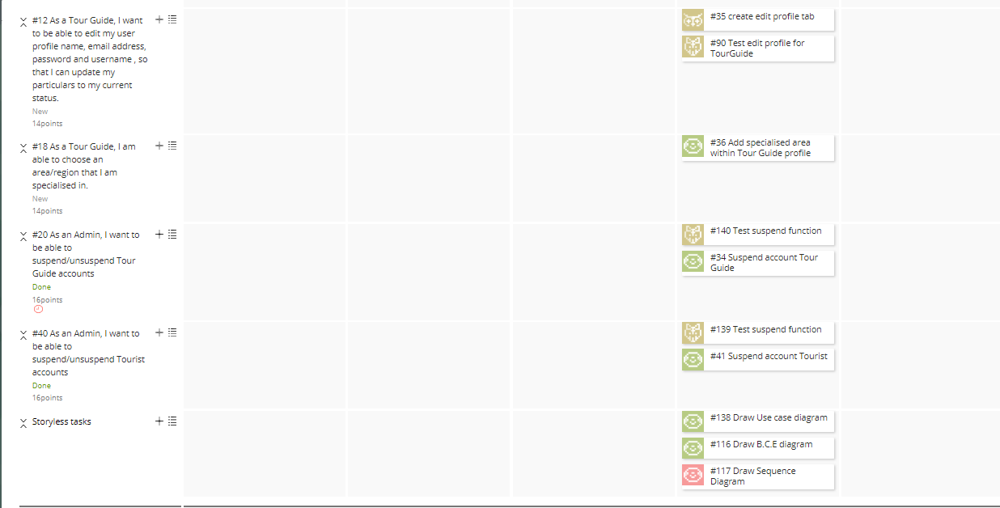 #12 As a Tour Guide, I want
to be able to edit my user
profile name, email address,
password and username , so
that I can update my
particulars to my current
status.
New
14points
#35 create edit profile tab
#90 Test edit profile for
TourGuide
#18 As a Tour Guide, I am
able to choose an
area/region that I am
specialised in.
New
14points
#36 Add specialised area
within Tour Guide profile
#20 As an Admin, I want to
be able to
suspend/unsuspend Tour
Guide accounts
Done
16points
#140 Test suspend function
#34 Suspend account Tour
Guide
#40 As an Admin, I want to
be able to
suspend/unsuspend Tourist
accounts
Done
16points
#139 Test suspend function
#41 Suspend account Tourist
Storyless tasks
#138 Draw Use case diagram
#116 Draw B.C.E diagram
#117 Draw Sequence
Diagram